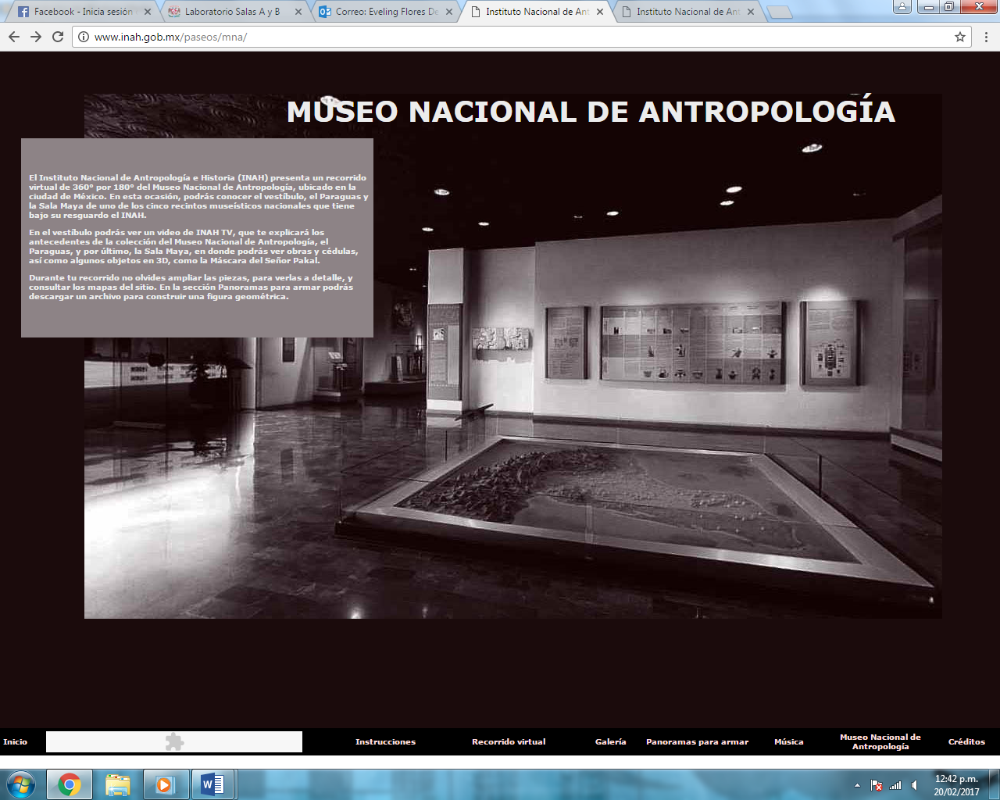 Facebook - Inicia sesión
Laboratorio Salas A y B
Correo: Eveling Flores De
Instituto Nacional de Ant
Instituto Nacional de Ant
www.inah.gob.mx/paseos/mna/
MUSEO NACIONAL DE ANTROPOLOGÍA
El Instituto Nacional de Antropología e Historia (INAH) presenta un recorrido
virtual de 360° por 180° del Museo Nacional de Antropología, ubicado en la
ciudad de México. En esta ocasión, podrás conocer el vestíbulo, el Paraguas y
la Sala Maya de uno de los cinco recintos museísticos nacionales que tiene
bajo su resguardo el INAH.
En el vestíbulo podrás ver un video de INAH TV, que te explicará los
antecedentes de la colección del Museo Nacional de Antropología, el
Paraguas, y por último, la Sala Maya, en donde podrás ver obras y cédulas,
así como algunos objetos en 3D, como la Máscara del Señor Pakal.
Durante tu recorrido no olvides ampliar las piezas, para verlas a detalle, y
consultar los mapas del sitio. En la sección Panoramas para armar podrás
descargar un archivo para construir una figura geométrica.
Inicio
Instrucciones
Recorrido virtual
Galería
Panoramas para armar
Música
Museo Nacional de
Antropología
Créditos
12:42 p.m.
20/02/2017